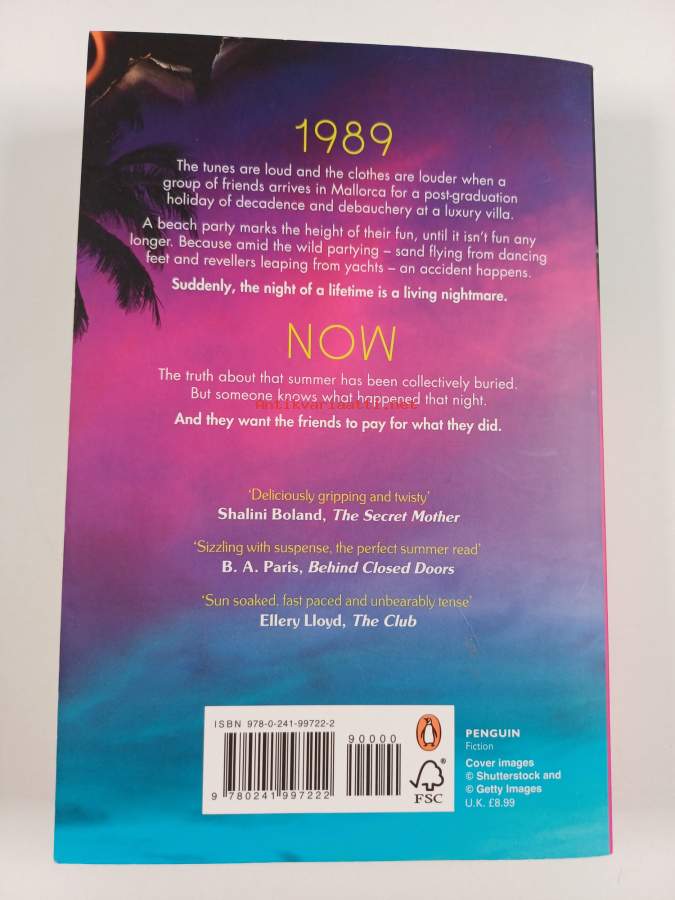 1989
The tunes are loud and the clothes are louder when a
group of friends arrives in Mallorca for a post-graduation
holiday of decadence and debauchery at a luxury villa.
A beach party marks the height of their fun, until it isn't fun any
longer. Because amid the wild partying – sand flying from dancing
feet and revellers leaping from yachts – an accident happens.
Suddenly, the night of a lifetime is a living nightmare.
NOW
The truth about that summer has been collectively buried.
But someone knows what happened that night.
Antikvariaatti.net
And they want the friends to pay for what they did.
'Deliciously gripping and twisty'
Shalini Boland, The Secret Mother
'Sizzling with suspense, the perfect summer read'
B. A. Paris, Behind Closed Doors
'Sun soaked, fast paced and unbearably tense'
Ellery Lloyd, The Club
ISBN 978-0-241-99722-2
90000
9 780241 997222
FSC
PENGUIN
Fiction
Cover images
© Shutterstock and
© Getty Images
U.K. £8.99